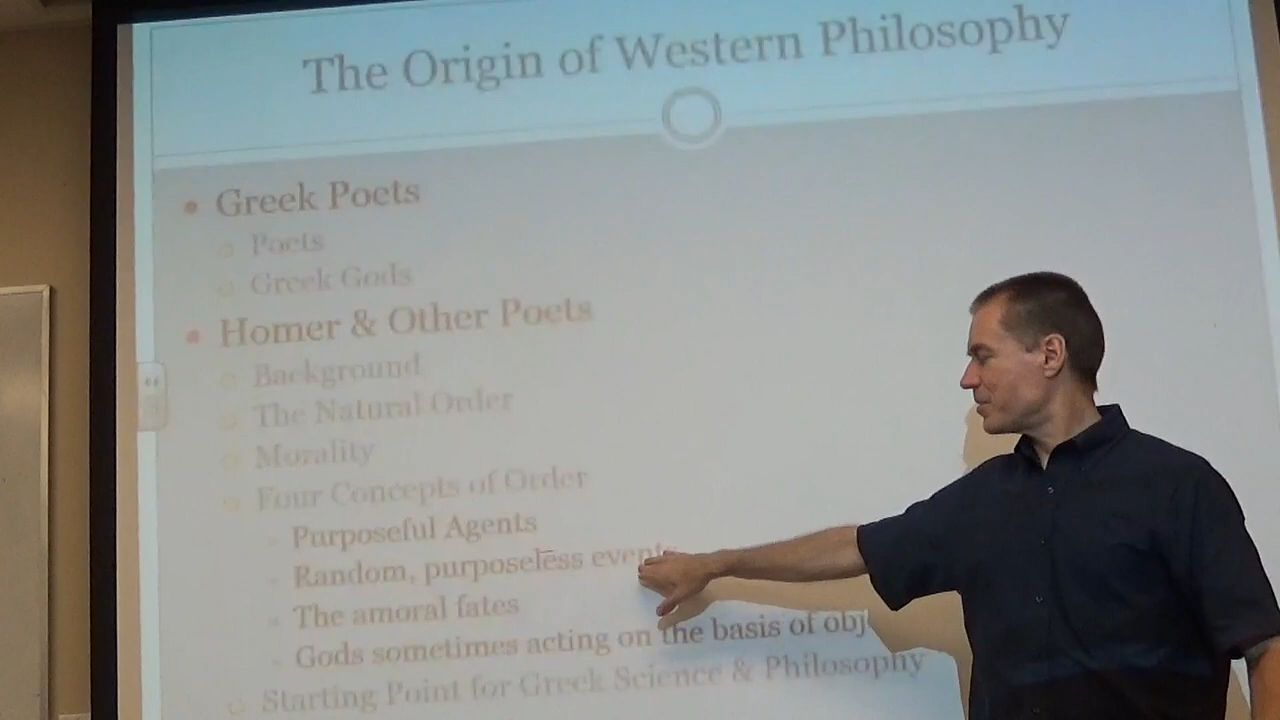 The Origin of Western Philosophy
Greek Poets
Poets
Greek Gods
Homer & Other Poets
Background
The Natural Order
Morality
Four Concepts of Order
Purposeful Agents
Random, purposeless events
The amoral fates
Gods sometimes acting on the basis of obj
Starting Point for Greek Science & Philosophy